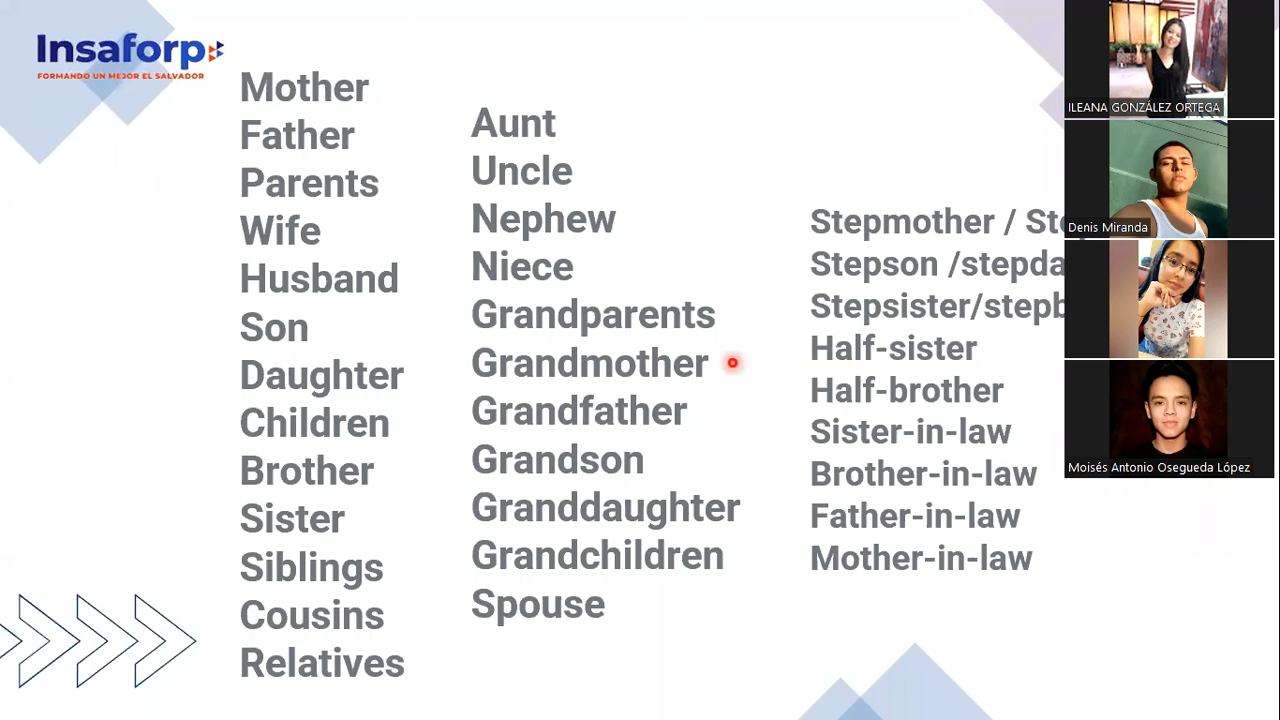 Insaforp
FORMANDO UN MEJOR EL SALVADOR
Mother
Father
Parents
Wife
Husband
Son
Daughter
Children
Brother
Sister
Siblings
Cousins
Relatives
Aunt
Uncle
Nephew
Niece
Grandparents
Grandmother
Grandfather
Grandson
Granddaughter
Grandchildren
Spouse
Stepmother /
Stepson /
Stepsister/
Half-sister
Half-brother
Sister-in-law
Brother-in-law
Father-in-law
Mother-in-law
ILEANA GONZÁLEZ ORTEGA
Denis Miranda
Moisés Antonio Osegueda López